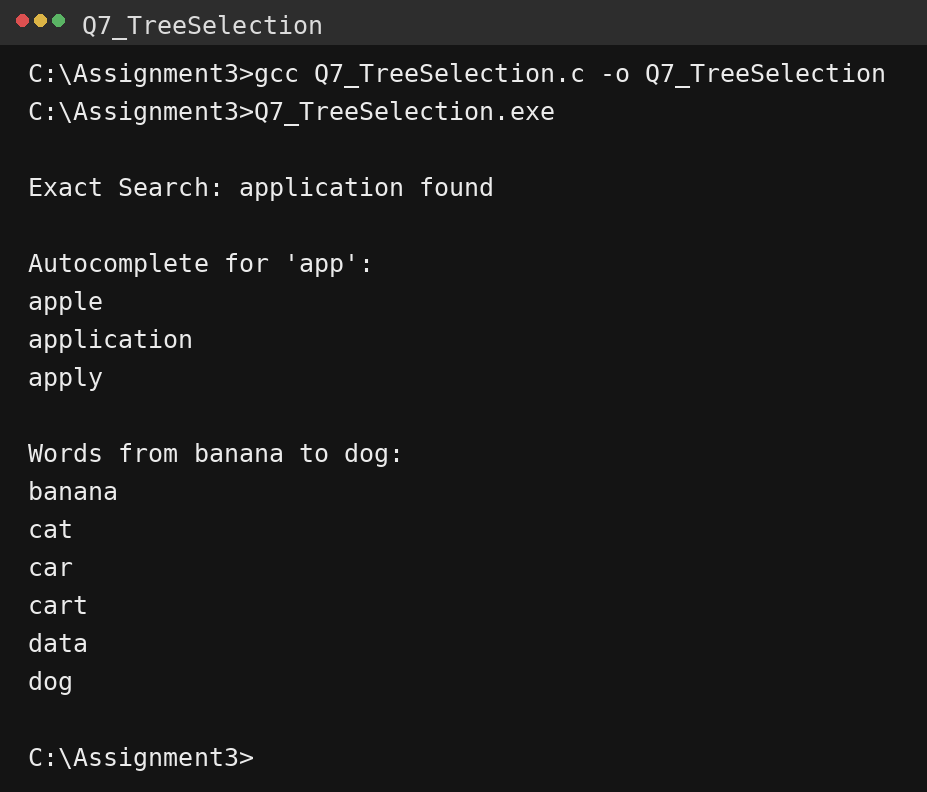 Q7_TreeSelection
C:\Assignment3>gcc Q7_TreeSelection.c -o Q7_TreeSelection
C:\Assignment3>Q7_TreeSelection.exe
Exact Search: application found
Autocomplete for 'app':
apple
application
apply
Words from banana to dog:
banana
cat
car
cart
data
dog
C:\Assignment3>